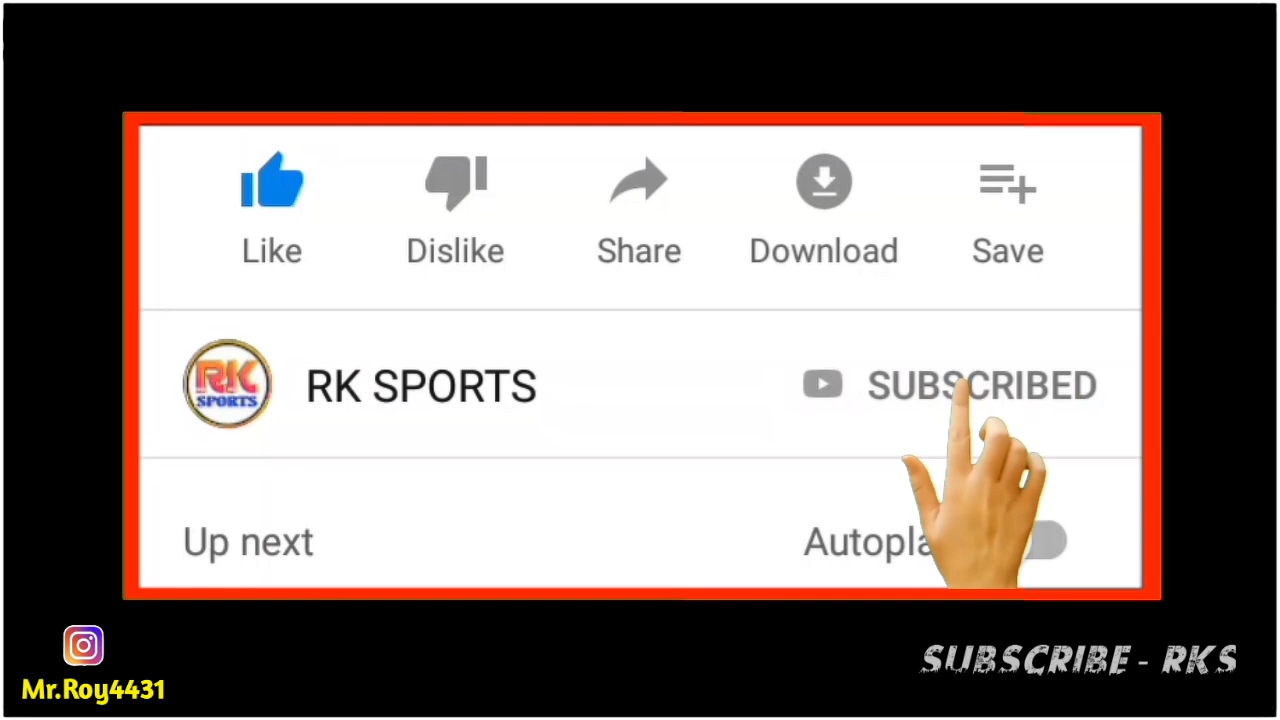 Like Dislike Share Download Save
RK SPORTS RK SPORTS SUBSCRIBED
Up next Autopla
Mr.Roy4431
SUBSCRIBE - RKS